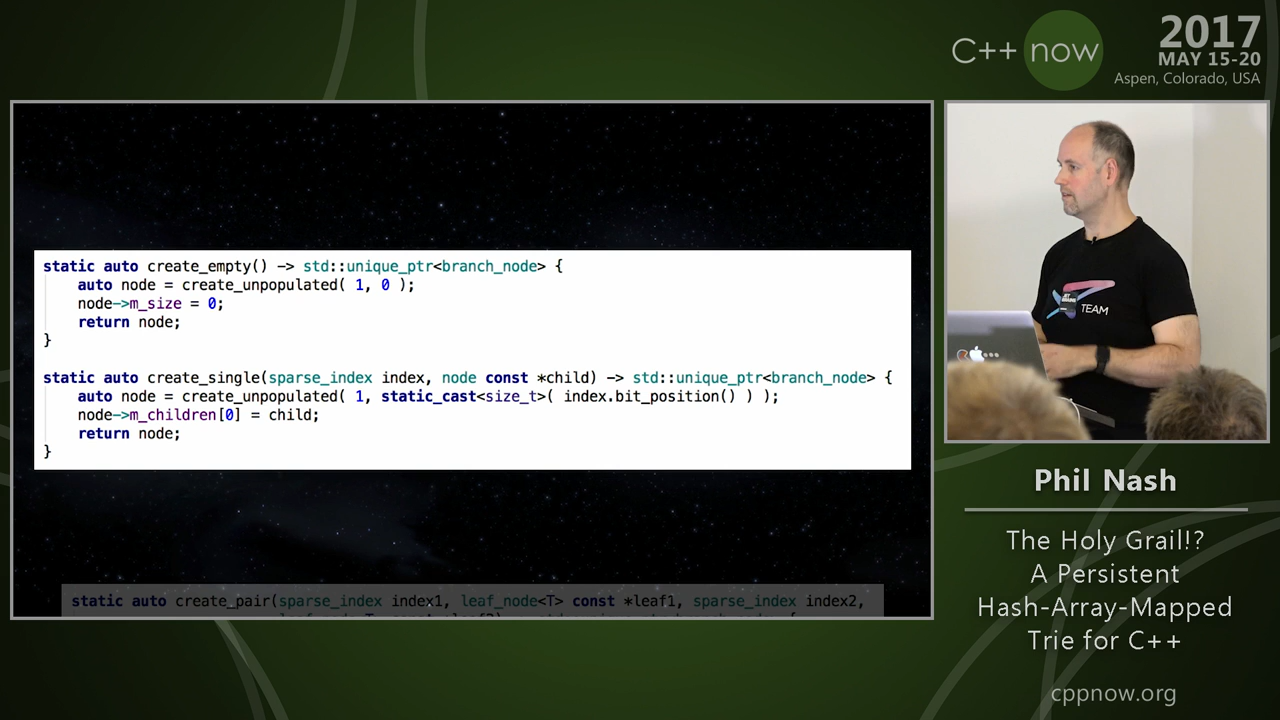 C++ now
2017
MAY 15-20
Aspen, Colorado, USA
static auto create_empty() -> std::unique_ptr<branch_node> {
    auto node = create_unpopulated( 1, 0 );
    node->m_size = 0;
    return node;
}
static auto create_single(sparse_index index, node const *child) -> std::unique_ptr<branch_node> {
    auto node = create_unpopulated( 1, static_cast<size_t>( index.bit_position() ) );
    node->m_children[0] = child;
    return node;
}
static auto create_pair(sparse_index index1, leaf_node<T> const *leaf1, sparse_index index2,
TEAM
Phil Nash
The Holy Grail!?
A Persistent
Hash-Array-Mapped
Trie for C++
cppnow.org